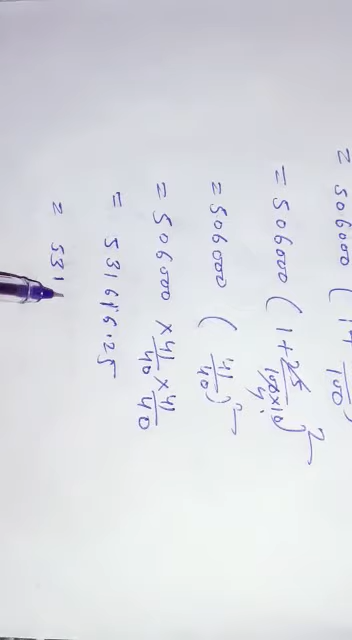 = 506000 ( 1 + /100 )
= 506000 ( 1 + 25/100×10 )²
= 506000 ( 41/40 )²
= 506000 × 41/40 × 41/40
= 531616.25
= 531